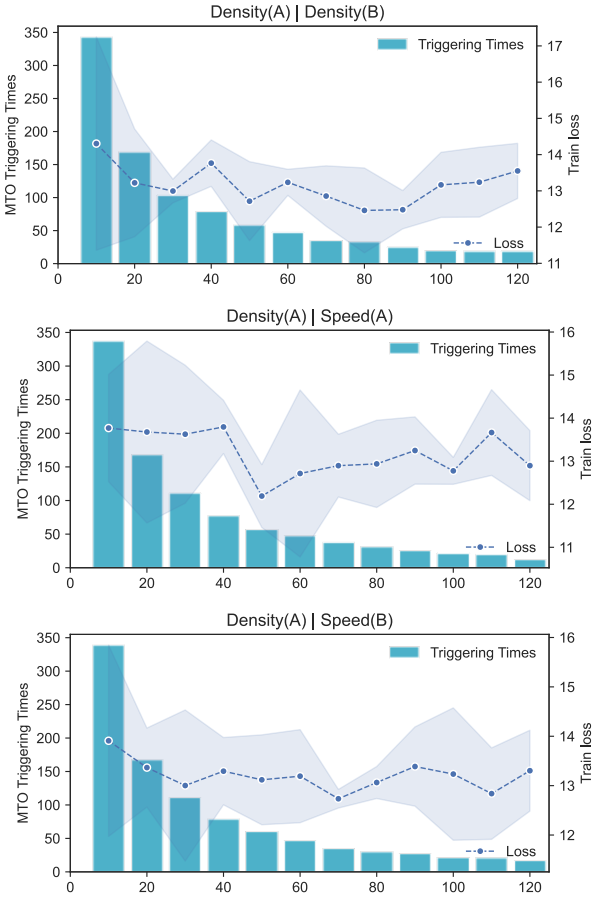 Density(A) | Density(B)
MTO Triggering Times
350
300
250
200
150
100
50
0
0 20 40 60 80 100 120
17
16
15
14
13
12
11
Train loss
Triggering Times
Loss
Density(A) | Speed(A)
MTO Triggering Times
350
300
250
200
150
100
50
0
0 20 40 60 80 100 120
16
15
14
13
12
11
Train loss
Triggering Times
Loss
Density(A) | Speed(B)
MTO Triggering Times
350
300
250
200
150
100
50
0
0 20 40 60 80 100 120
16
15
14
13
12
Train loss
Triggering Times
Loss